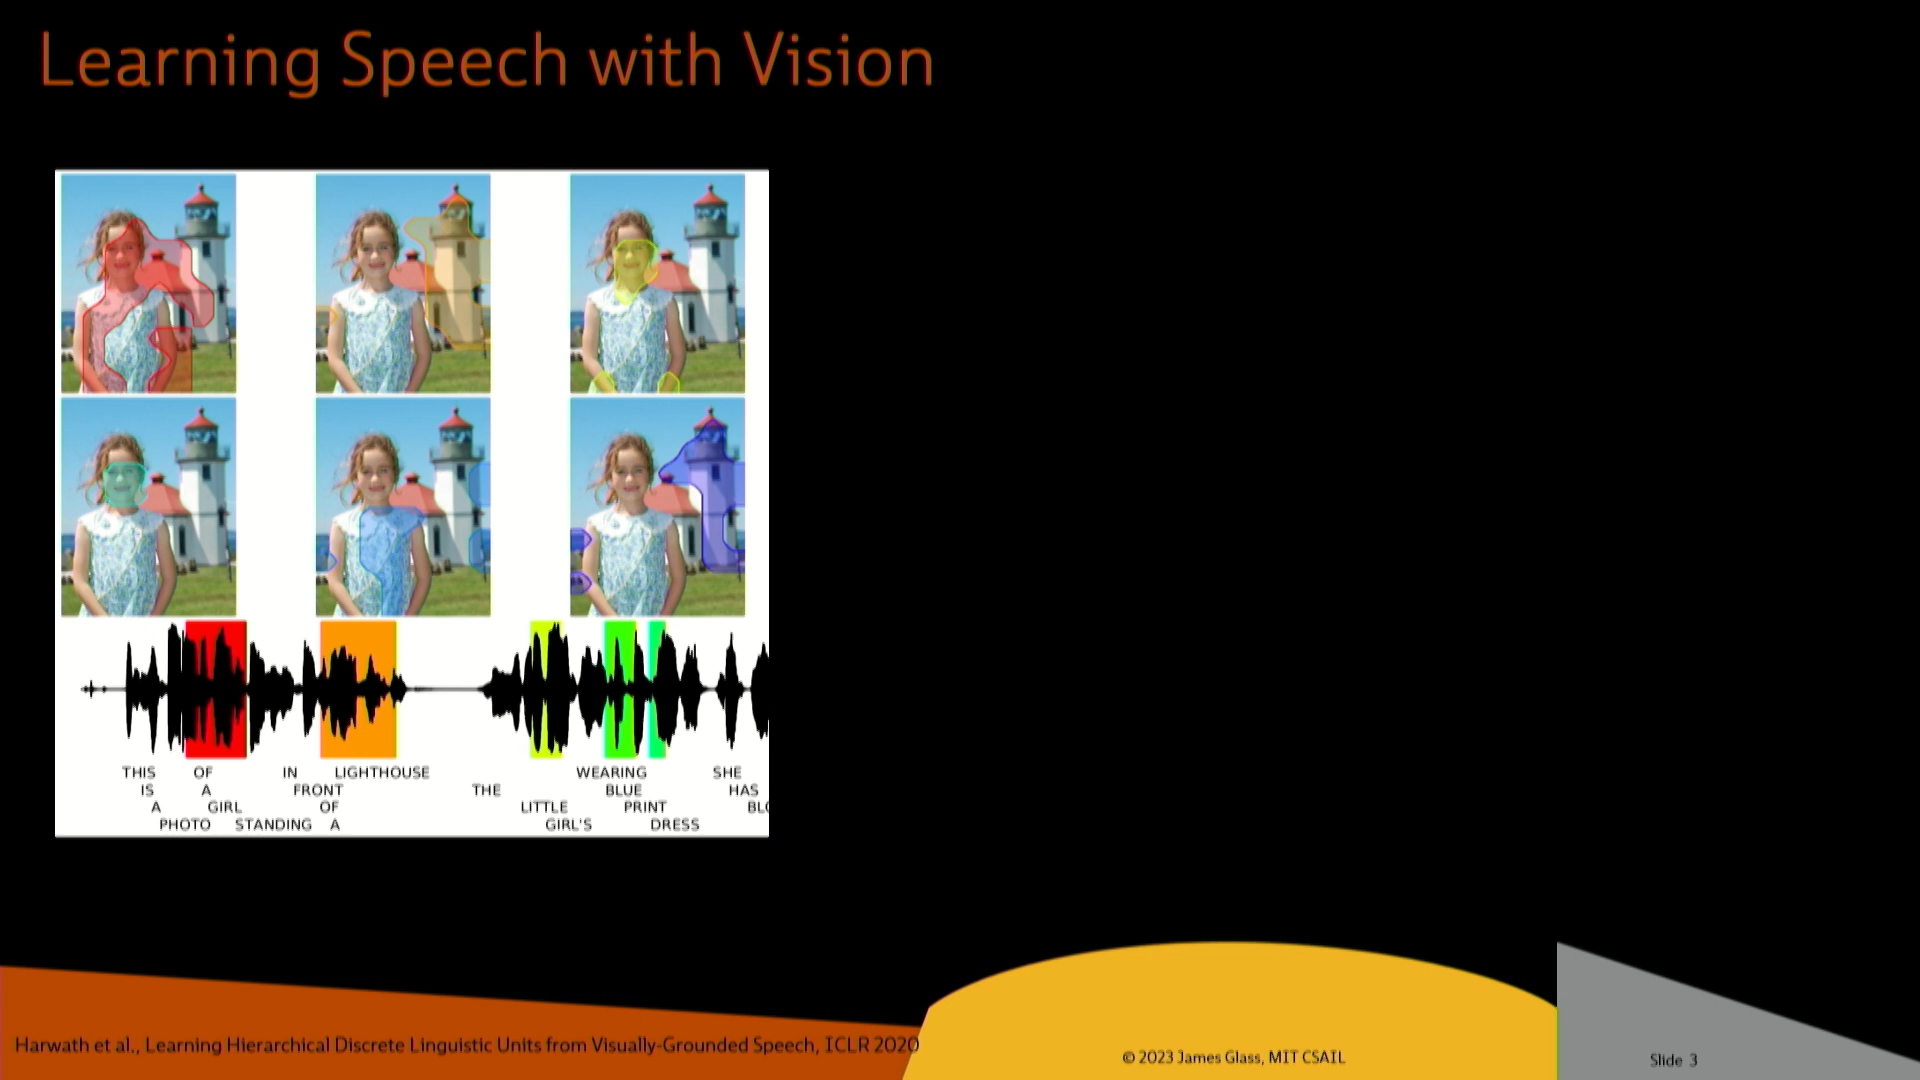 Learning Speech with Vision
THIS OF IN LIGHTHOUSE WEARING SHE
IS A FRONT THE BLUE HAS
A GIRL OF LITTLE PRINT
PHOTO STANDING A GIRL'S DRESS
Harwath et al., Learning Hierarchical Discrete Linguistic Units from Visually-Grounded Speech, ICLR 2020
© 2023 James Glass, MIT CSAIL
Slide 3